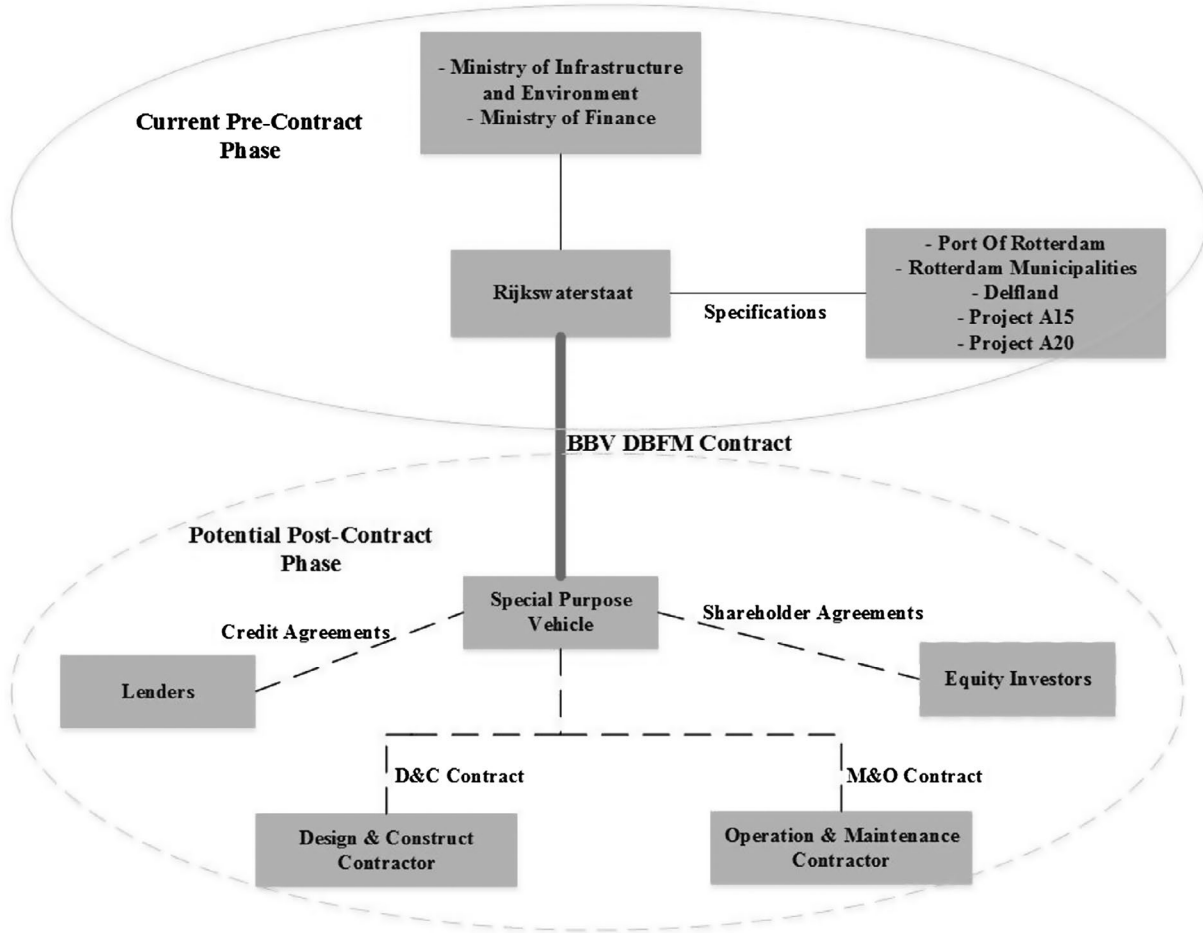 - Ministry of Infrastructure
and Environment
- Ministry of Finance
Current Pre-Contract
Phase
Rijkswaterstaat
Specifications
- Port Of Rotterdam
- Rotterdam Municipalities
- Delfland
- Project A15
- Project A20
BBV DBFM Contract
Potential Post-Contract
Phase
Special Purpose
Vehicle
Credit Agreements
Shareholder Agreements
Lenders
Equity Investors
D&C Contract
M&O Contract
Design & Construct
Contractor
Operation & Maintenance
Contractor